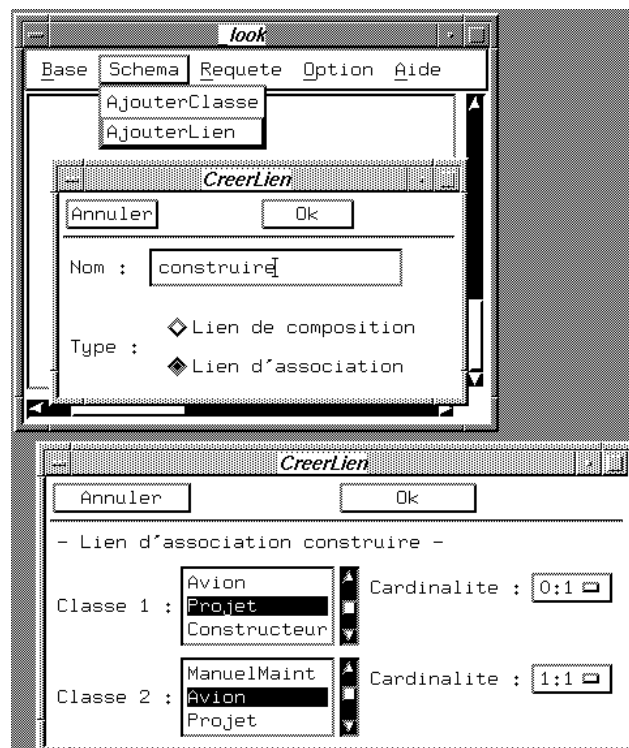 look
Base Schema Requete Option Aide
AjouterClasse
AjouterLien
CreerLien
Annuler Ok
Nom : construire
Type :
Lien de composition
Lien d'association
CreerLien
Annuler Ok
- Lien d'association construire -
Classe 1 :
Avion
Projet
Constructeur
Cardinalite : 0:1
Classe 2 :
ManuelMaint
Avion
Projet
Cardinalite : 1:1